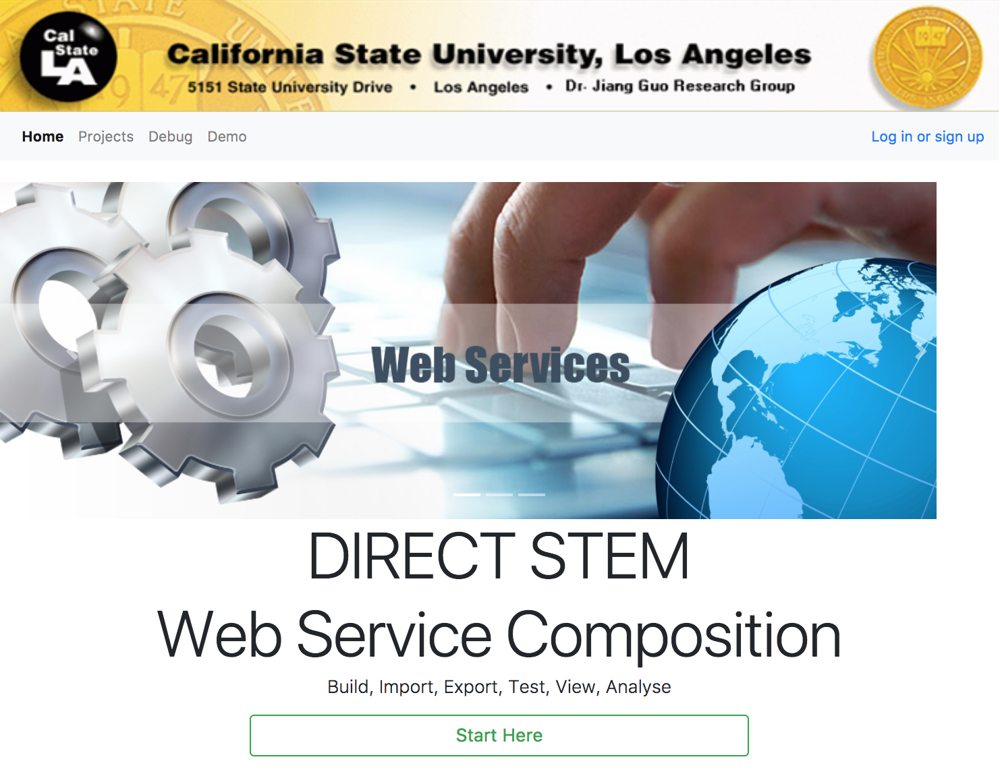 Cal
State
LA
California State University, Los Angeles
5151 State University Drive • Los Angeles • Dr. Jiang Guo Research Group
1947
Home Projects Debug Demo Log in or sign up
Web Services
DIRECT STEM
Web Service Composition
Build, Import, Export, Test, View, Analyse
Start Here